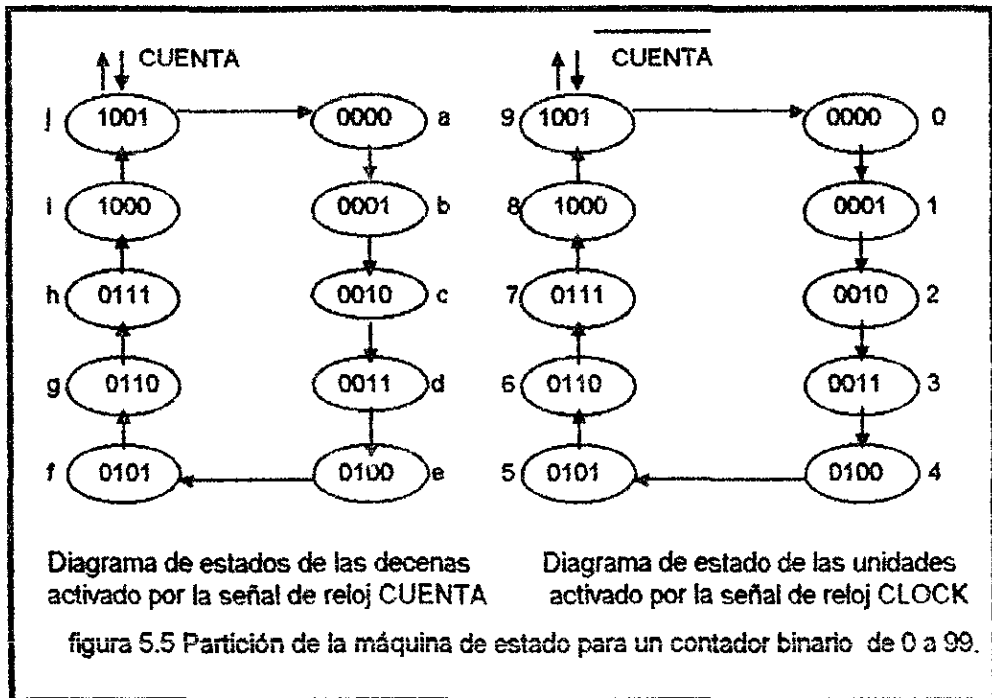 CUENTA CUENTA
j 1001 0000 a 9 1001 0000 0
i 1000 0001 b 8 1000 0001 1
h 0111 0010 c 7 0111 0010 2
g 0110 0011 d 6 0110 0011 3
f 0101 0100 e 5 0101 0100 4
Diagrama de estados de las decenas
activado por la señal de reloj CUENTA
Diagrama de estado de las unidades
activado por la señal de reloj CLOCK
figura 5.5 Partición de la máquina de estado para un contador binario de 0 a 99.